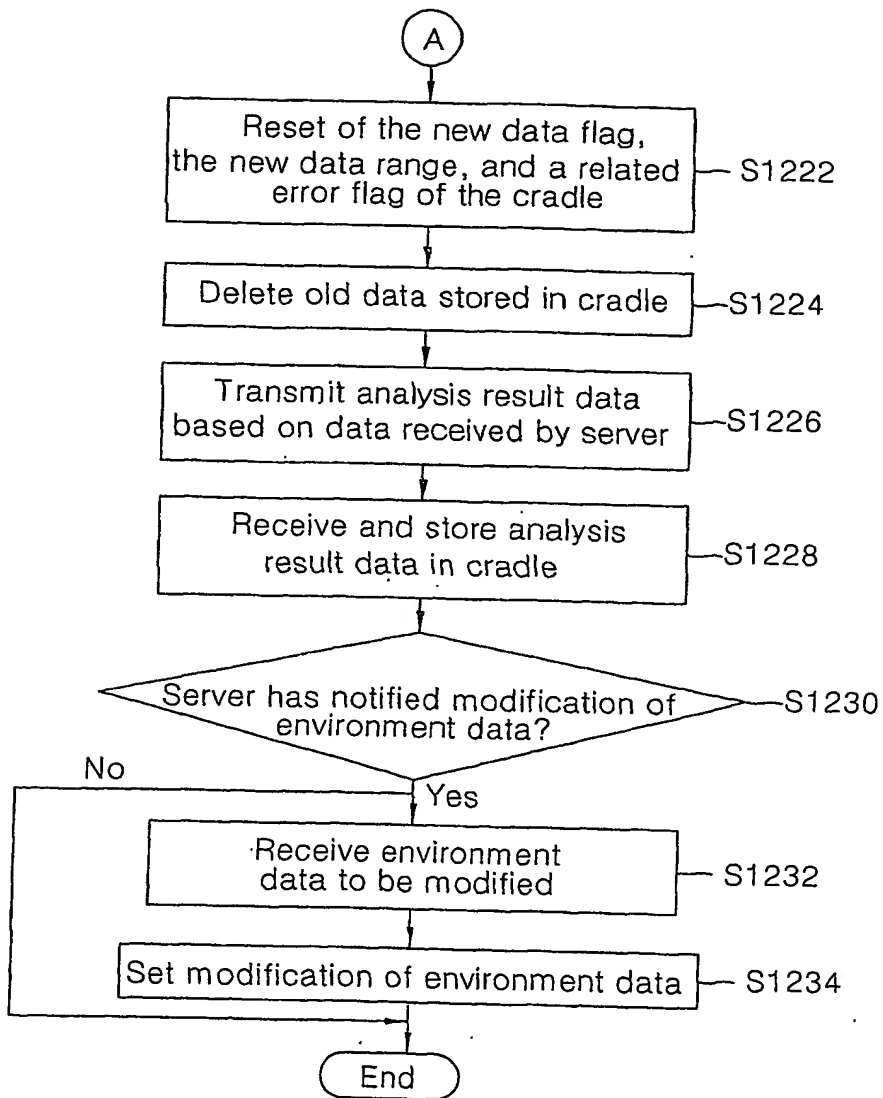 A
Reset of the new data flag,
the new data range, and a related
error flag of the cradle
S1222
Delete old data stored in cradle
S1224
Transmit analysis result data
based on data received by server
S1226
Receive and store analysis
result data in cradle
S1228
Server has notified modification of
environment data?
S1230
No
Yes
Receive environment
data to be modified
S1232
Set modification of environment data
S1234
End